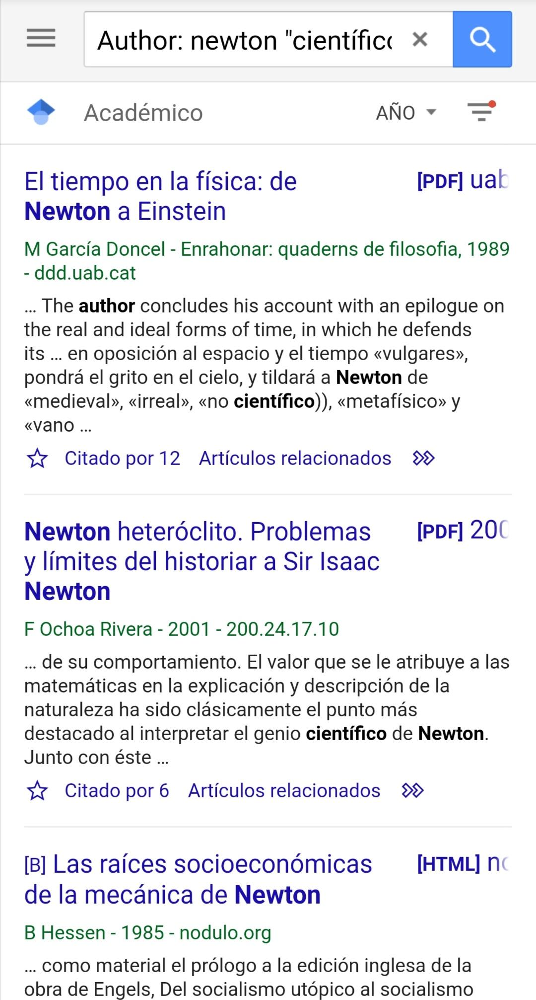 Author: newton "científico
Académico
AÑO
El tiempo en la física: de
Newton a Einstein
[PDF] uab
M García Doncel - Enrahonar: quaderns de filosofia, 1989
- ddd.uab.cat
... The author concludes his account with an epilogue on
the real and ideal forms of time, in which he defends
its ... en oposición al espacio y el tiempo «vulgares»,
pondrá el grito en el cielo, y tildará a Newton de
«medieval», «irreal», «no científico)), «metafísico» y
«vano ...
Citado por 12 Artículos relacionados
Newton heteróclito. Problemas
y límites del historiar a Sir Isaac
Newton
[PDF] 200
F Ochoa Rivera - 2001 - 200.24.17.10
... de su comportamiento. El valor que se le atribuye a las
matemáticas en la explicación y descripción de la
naturaleza ha sido clásicamente el punto más
destacado al interpretar el genio científico de Newton.
Junto con éste ...
Citado por 6 Artículos relacionados
[B] Las raíces socioeconómicas
de la mecánica de Newton
[HTML]
B Hessen - 1985 - nodulo.org
... como material el prólogo a la edición inglesa de la
obra de Engels, Del socialismo utópico al socialismo